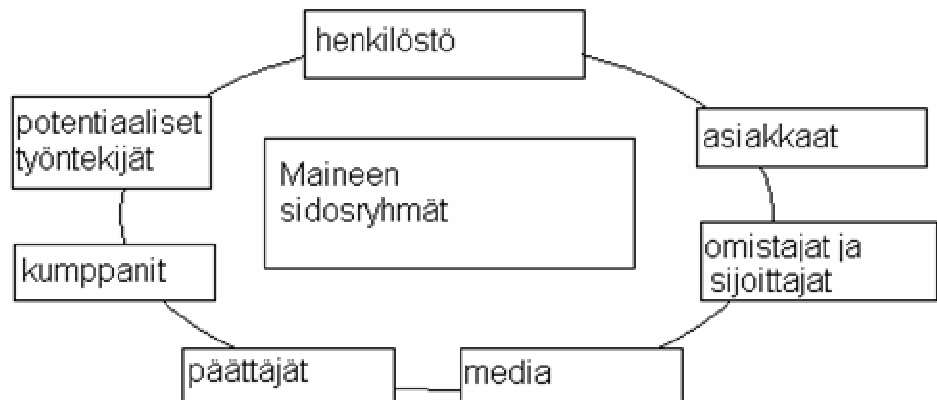 henkilöstö
potentiaaliset
työntekijät
asiakkaat
Maineen
sidosryhmät
omistajat ja
sijoittajat
kumppanit
päättäjät
media